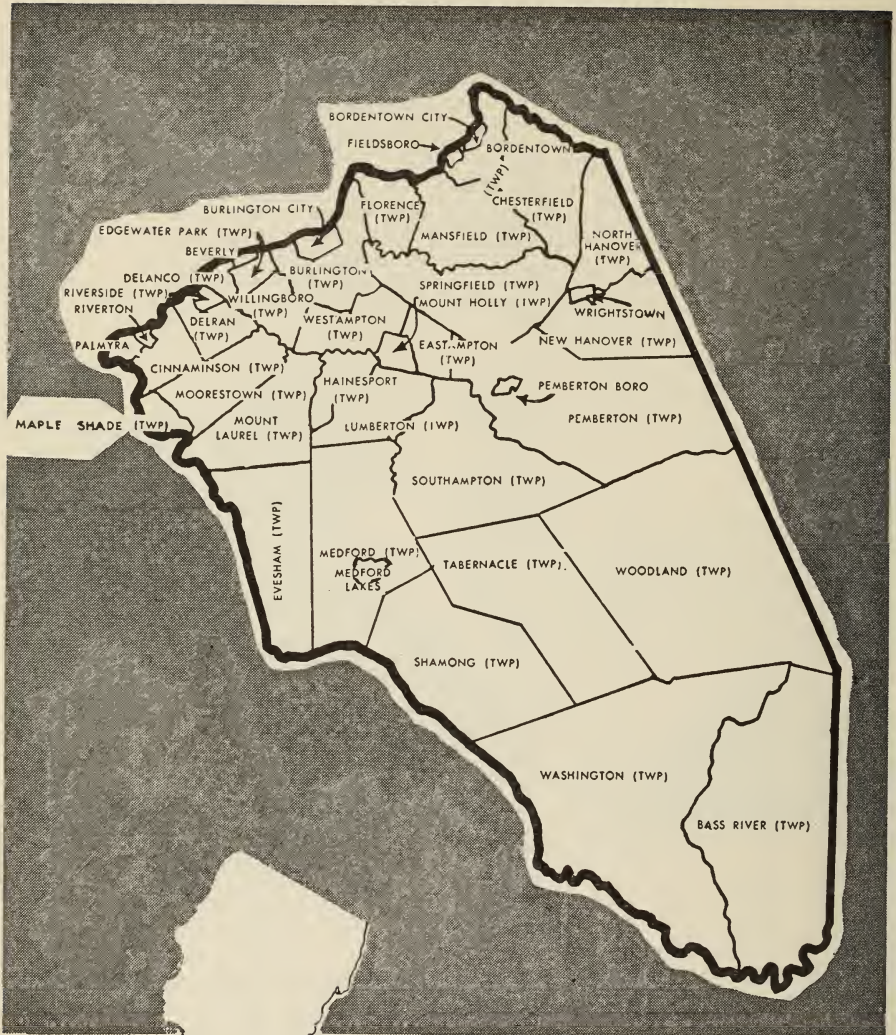 BORDENTOWN CITY
FIELDSBORO
BORDENTOWN
(TWP)
BURLINGTON CITY
FLORENCE
(TWP)
CHESTERFIELD
(TWP)
EDGEWATER PARK (TWP)
MANSFIELD (TWP)
NORTH
HANOVER
(TWP)
BEVERLY
BURLINGTON
(TWP)
DELANCO (TWP)
SPRINGFIELD (TWP)
RIVERSIDE (TWP)
WILLINGBORO
(TWP)
MOUNT HOLLY (TWP)
RIVERTON
WRIGHTSTOWN
DELRAN
(TWP)
WESTAMPTON
(TWP)
PALMYRA
EASTAMPTON
(TWP)
NEW HANOVER (TWP)
CINNAMINSON (TWP)
HAINESPORT
(TWP)
PEMBERTON BORO
MOORESTOWN (TWP)
MAPLE SHADE (TWP)
MOUNT
LAUREL (TWP)
LUMBERTON (TWP)
PEMBERTON (TWP)
SOUTHAMPTON (TWP)
EVESHAM (TWP)
MEDFORD (TWP)
MEDFORD
LAKES
TABERNACLE (TWP)
WOODLAND (TWP)
SHAMONG (TWP)
WASHINGTON (TWP)
BASS RIVER (TWP)